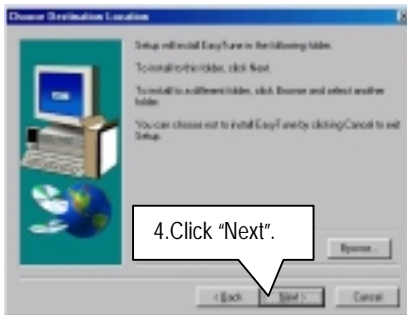 Choose Destination Location
Setup will install EasyTune in the following folder.
To install to this folder, click Next.
To install to a different folder, click Browse and select another
folder.
You can choose not to install EasyTune by clicking Cancel to exit
Setup.
4.Click “Next”.
Browse...
< Back
Next >
Cancel